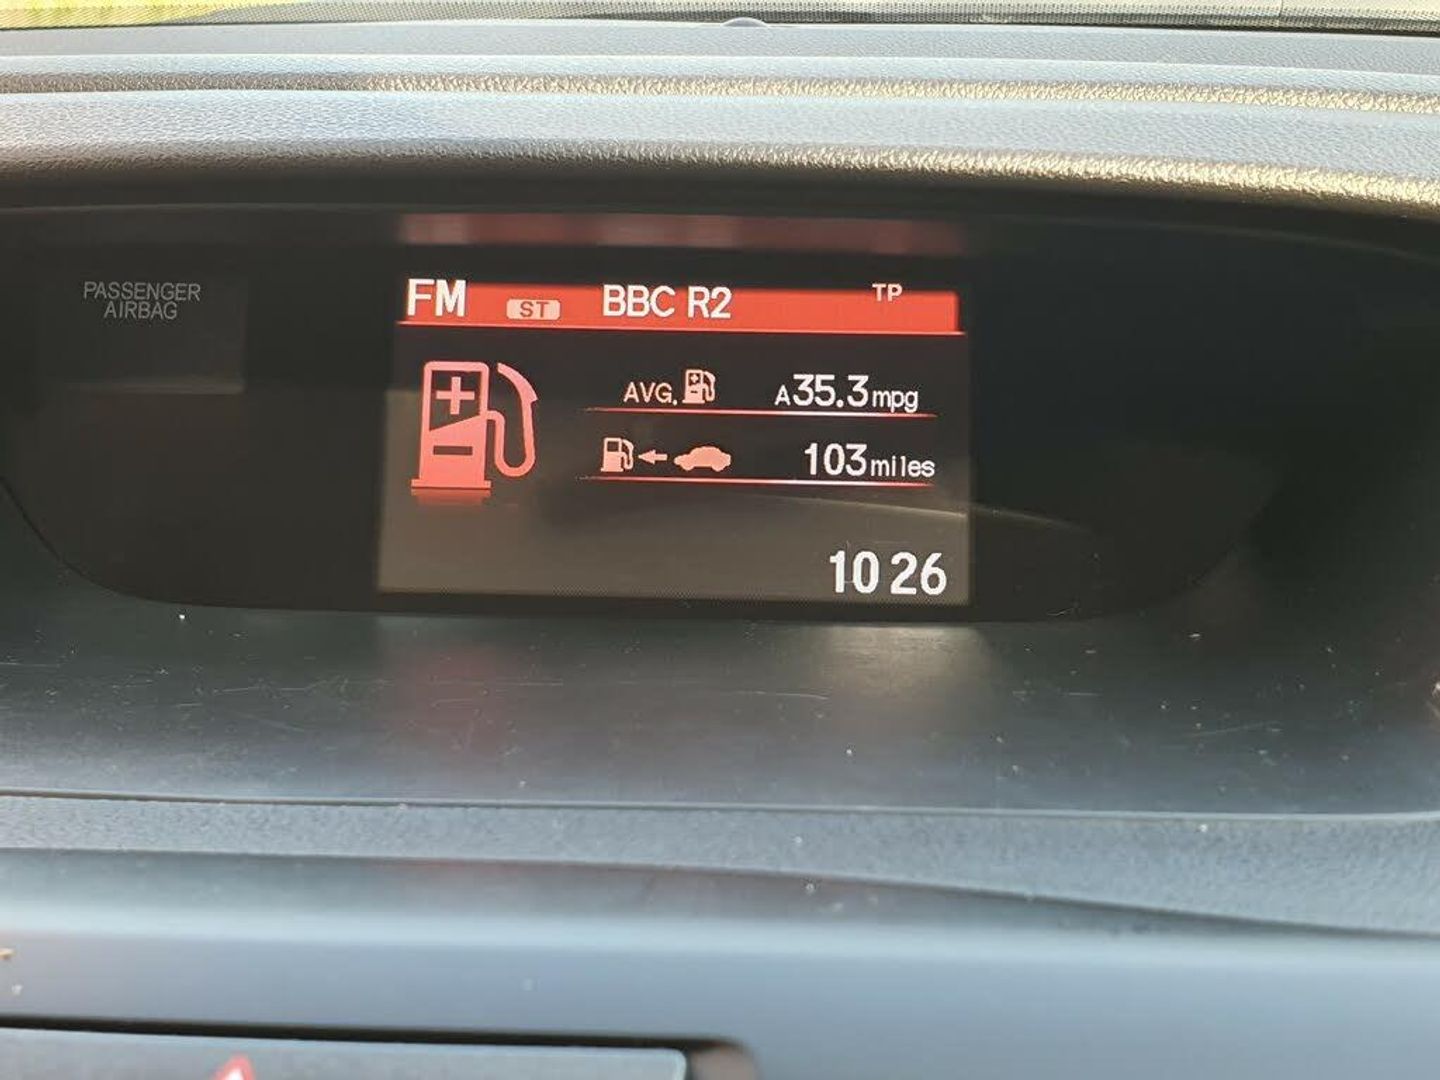 PASSENGER
AIRBAG
FM ST BBC R2 TP
AVG. A35.3mpg
103miles
10 26